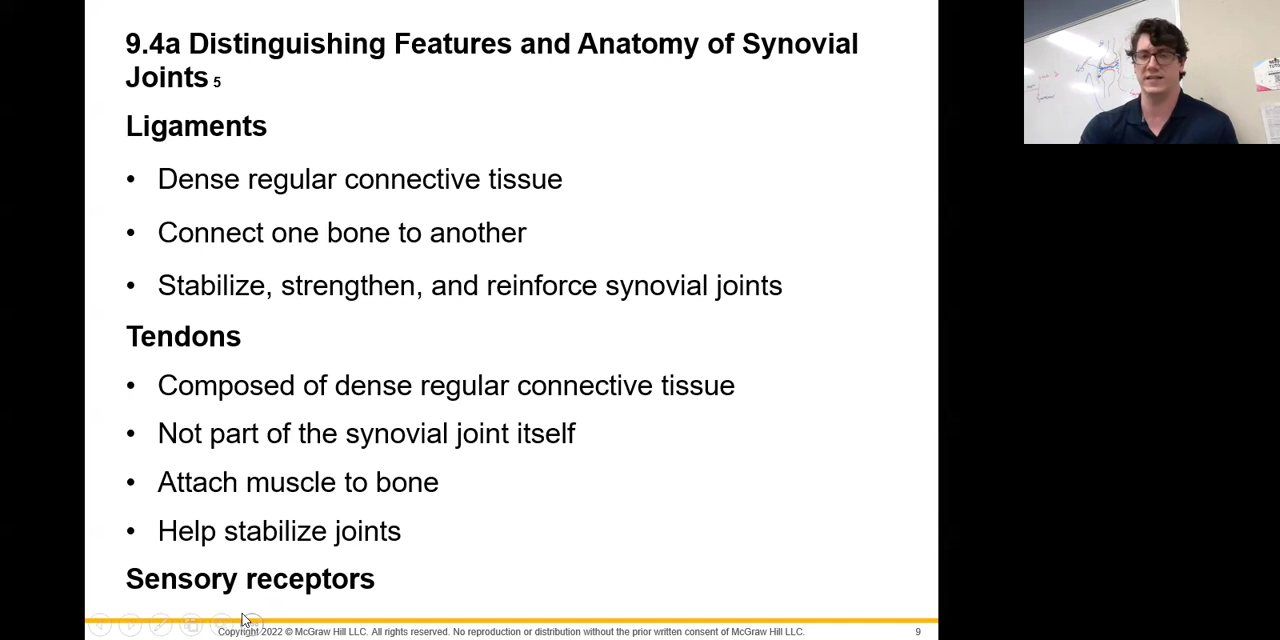 9.4a Distinguishing Features and Anatomy of Synovial
Joints 5
Ligaments
• Dense regular connective tissue
• Connect one bone to another
• Stabilize, strengthen, and reinforce synovial joints
Tendons
• Composed of dense regular connective tissue
• Not part of the synovial joint itself
• Attach muscle to bone
• Help stabilize joints
Sensory receptors
Copyright 2022 © McGraw Hill LLC. All rights reserved. No reproduction or distribution without the prior written consent of McGraw Hill LLC.
9